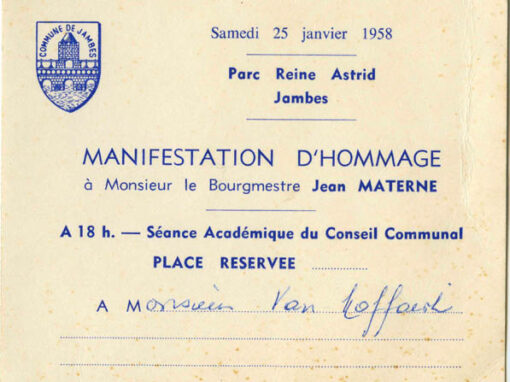 COMMUNE DE JAMBES
Samedi 25 janvier 1958
Parc Reine Astrid
Jambes
MANIFESTATION D'HOMMAGE
à Monsieur le Bourgmestre Jean MATERNE
A 18 h. — Séance Académique du Conseil Communal
PLACE RESERVEE
A Monsieur Van